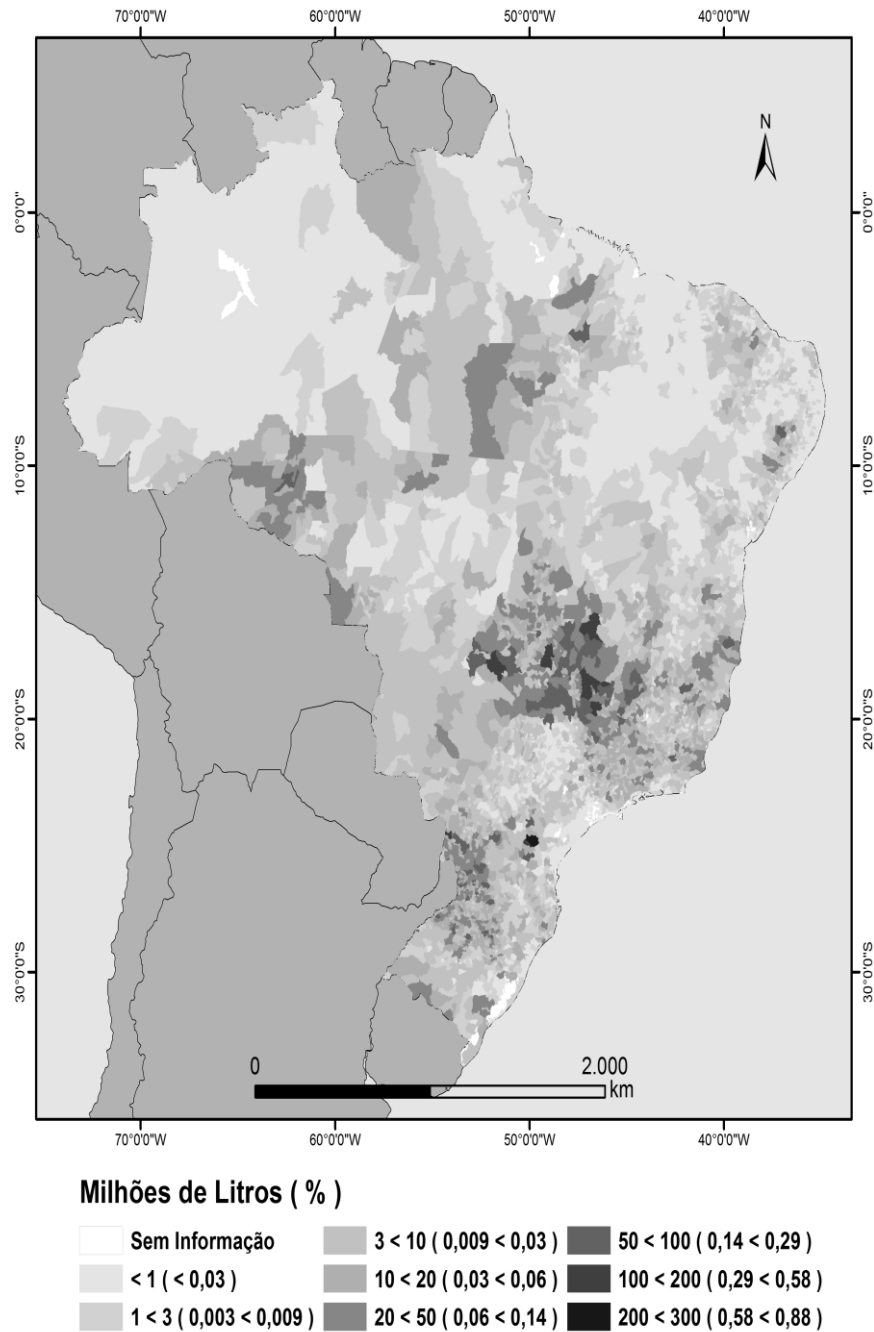 70°0'0"W 60°0'0"W 50°0'0"W 40°0'0"W
N
0°0'0" 0°0'0"
10°0'0"S 10°0'0"S
20°0'0"S 20°0'0"S
30°0'0"S 30°0'0"S
0 2.000
km
70°0'0"W 60°0'0"W 50°0'0"W 40°0'0"W
Milhões de Litros ( % )
Sem Informação 3 < 10 ( 0,009 < 0,03 ) 50 < 100 ( 0,14 < 0,29 )
< 1 ( < 0,03 ) 10 < 20 ( 0,03 < 0,06 ) 100 < 200 ( 0,29 < 0,58 )
1 < 3 ( 0,003 < 0,009 ) 20 < 50 ( 0,06 < 0,14 ) 200 < 300 ( 0,58 < 0,88 )